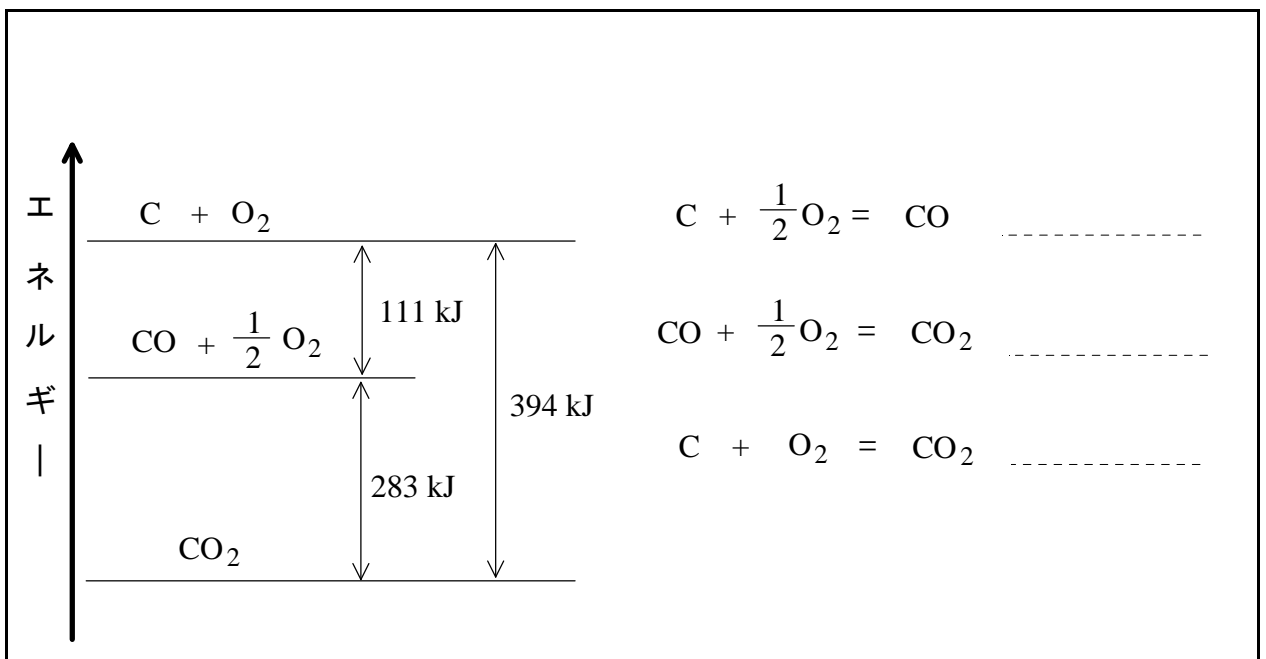 エネルギー
C + O₂
CO + 1/2 O₂
CO₂
111 kJ
283 kJ
394 kJ
C + 1/2 O₂ = CO
CO + 1/2 O₂ = CO₂
C + O₂ = CO₂